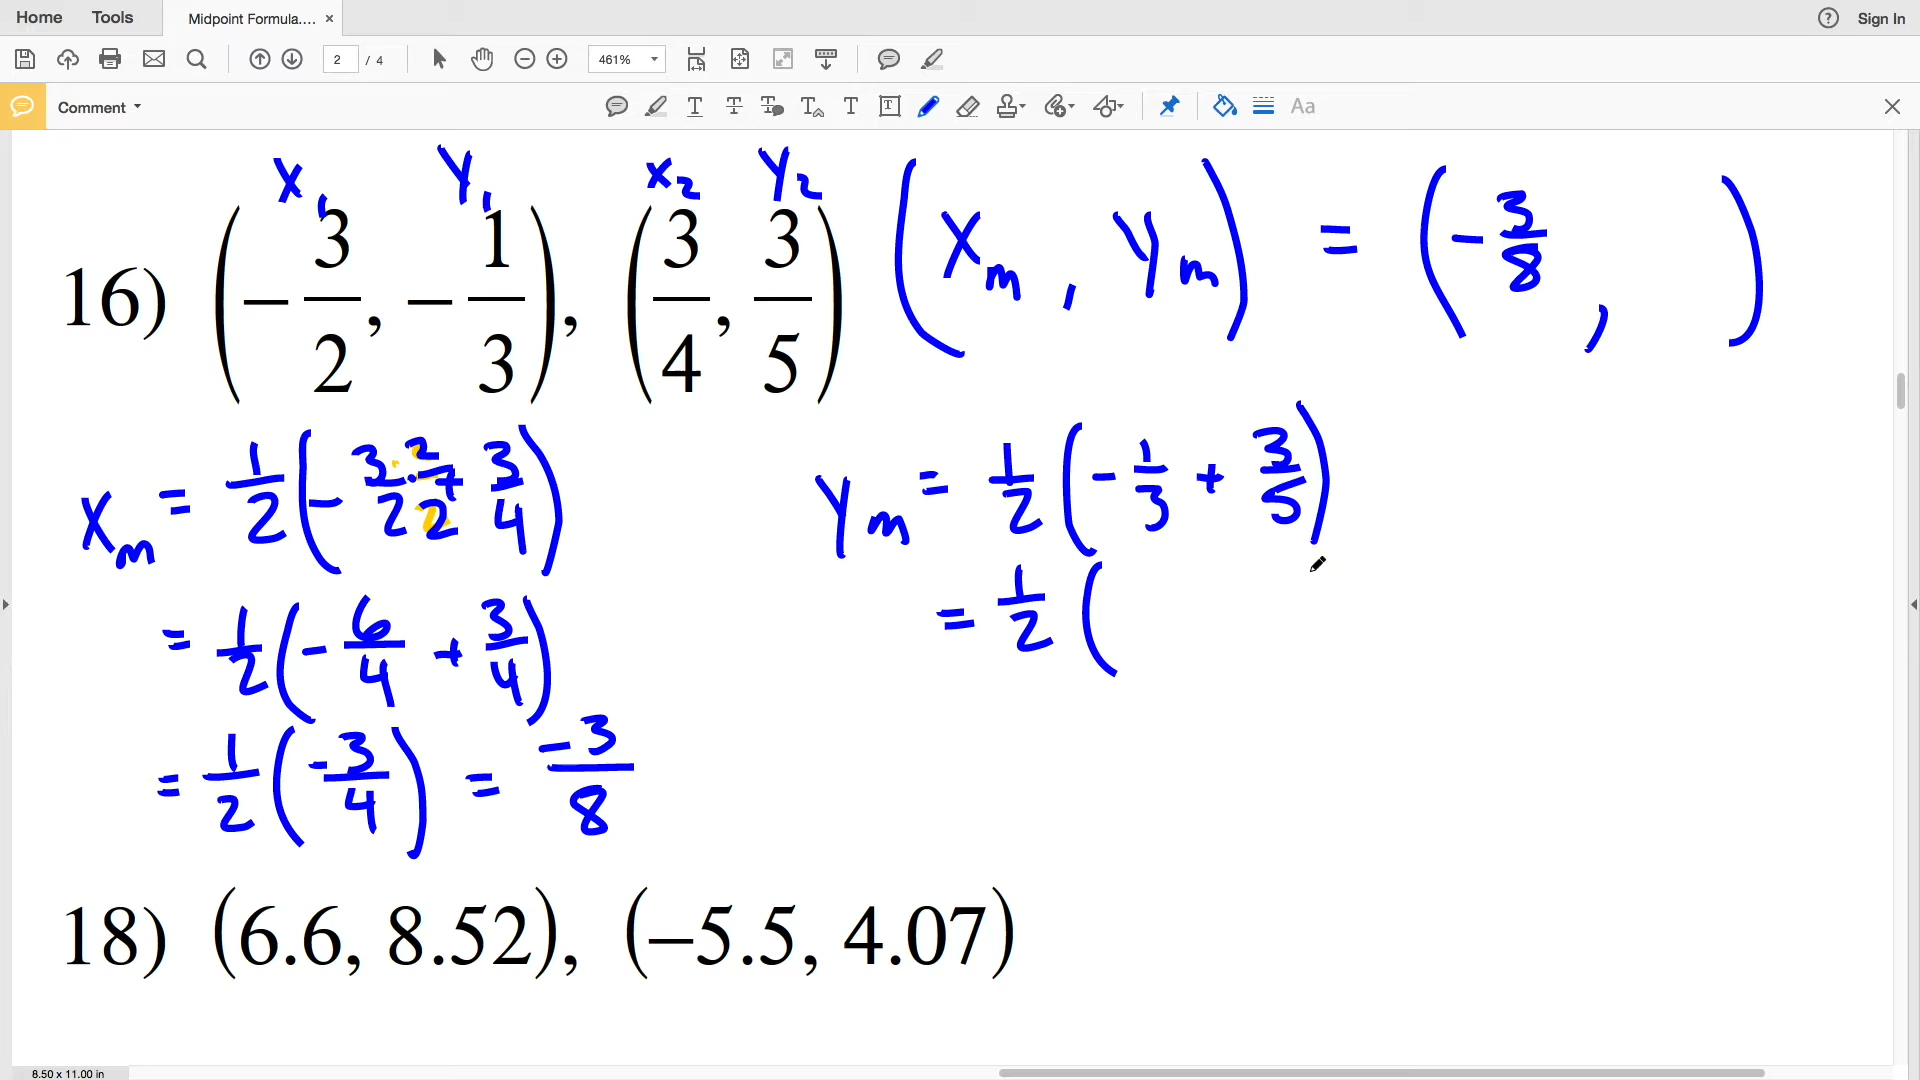 Home Tools Midpoint Formula.... × Sign In
2 / 4 461%
Comment Aa
x₁ y₁ x₂ y₂
16) (-3/2, -1/3), (3/4, 3/5) (xₘ, yₘ) = (-3/8, )
xₘ = 1/2(-3/2·2/2 + 3/4) yₘ = 1/2(-1/3 + 3/5)
= 1/2(-6/4 + 3/4) = 1/2(
= 1/2(-3/4) = -3/8
18) (6.6, 8.52), (−5.5, 4.07)
8.50 x 11.00 in